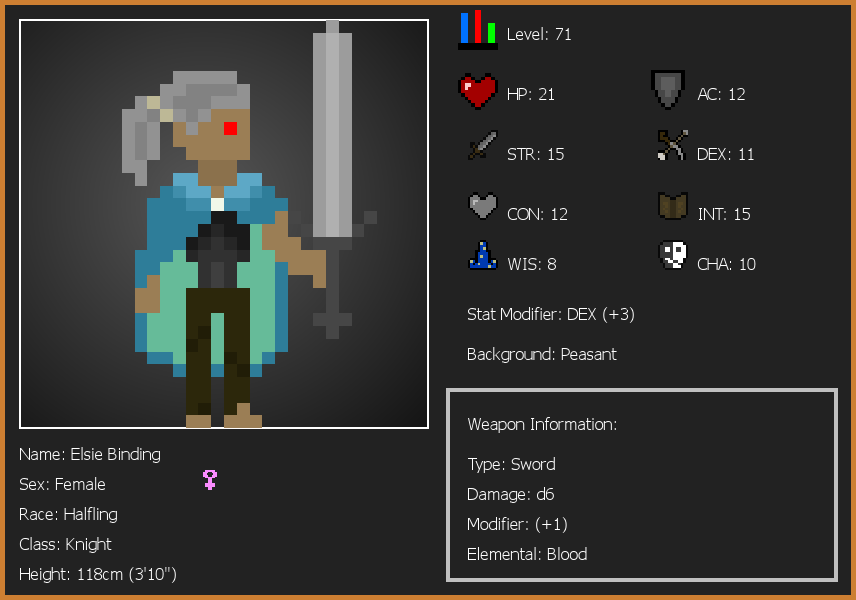 Level: 71
HP: 21
AC: 12
STR: 15
DEX: 11
CON: 12
INT: 15
WIS: 8
CHA: 10
Stat Modifier: DEX (+3)
Background: Peasant
Weapon Information:
Type: Sword
Damage: d6
Modifier: (+1)
Elemental: Blood
Name: Elsie Binding
Sex: Female
Race: Halfling
Class: Knight
Height: 118cm (3'10")